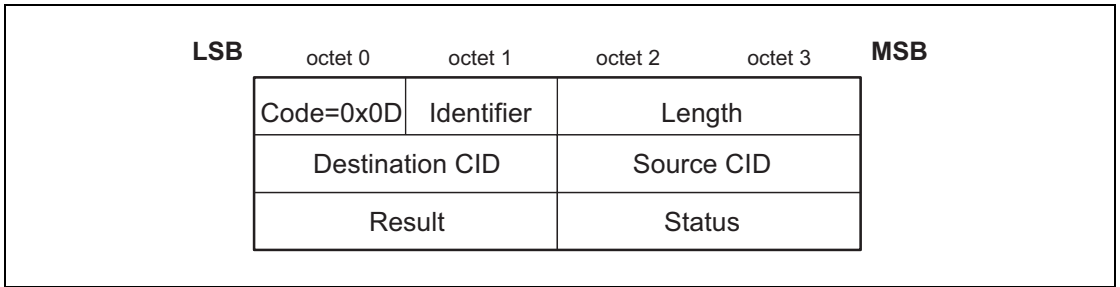 LSB octet 0 octet 1 octet 2 octet 3 MSB
Code=0x0D Identifier Length
Destination CID Source CID
Result Status